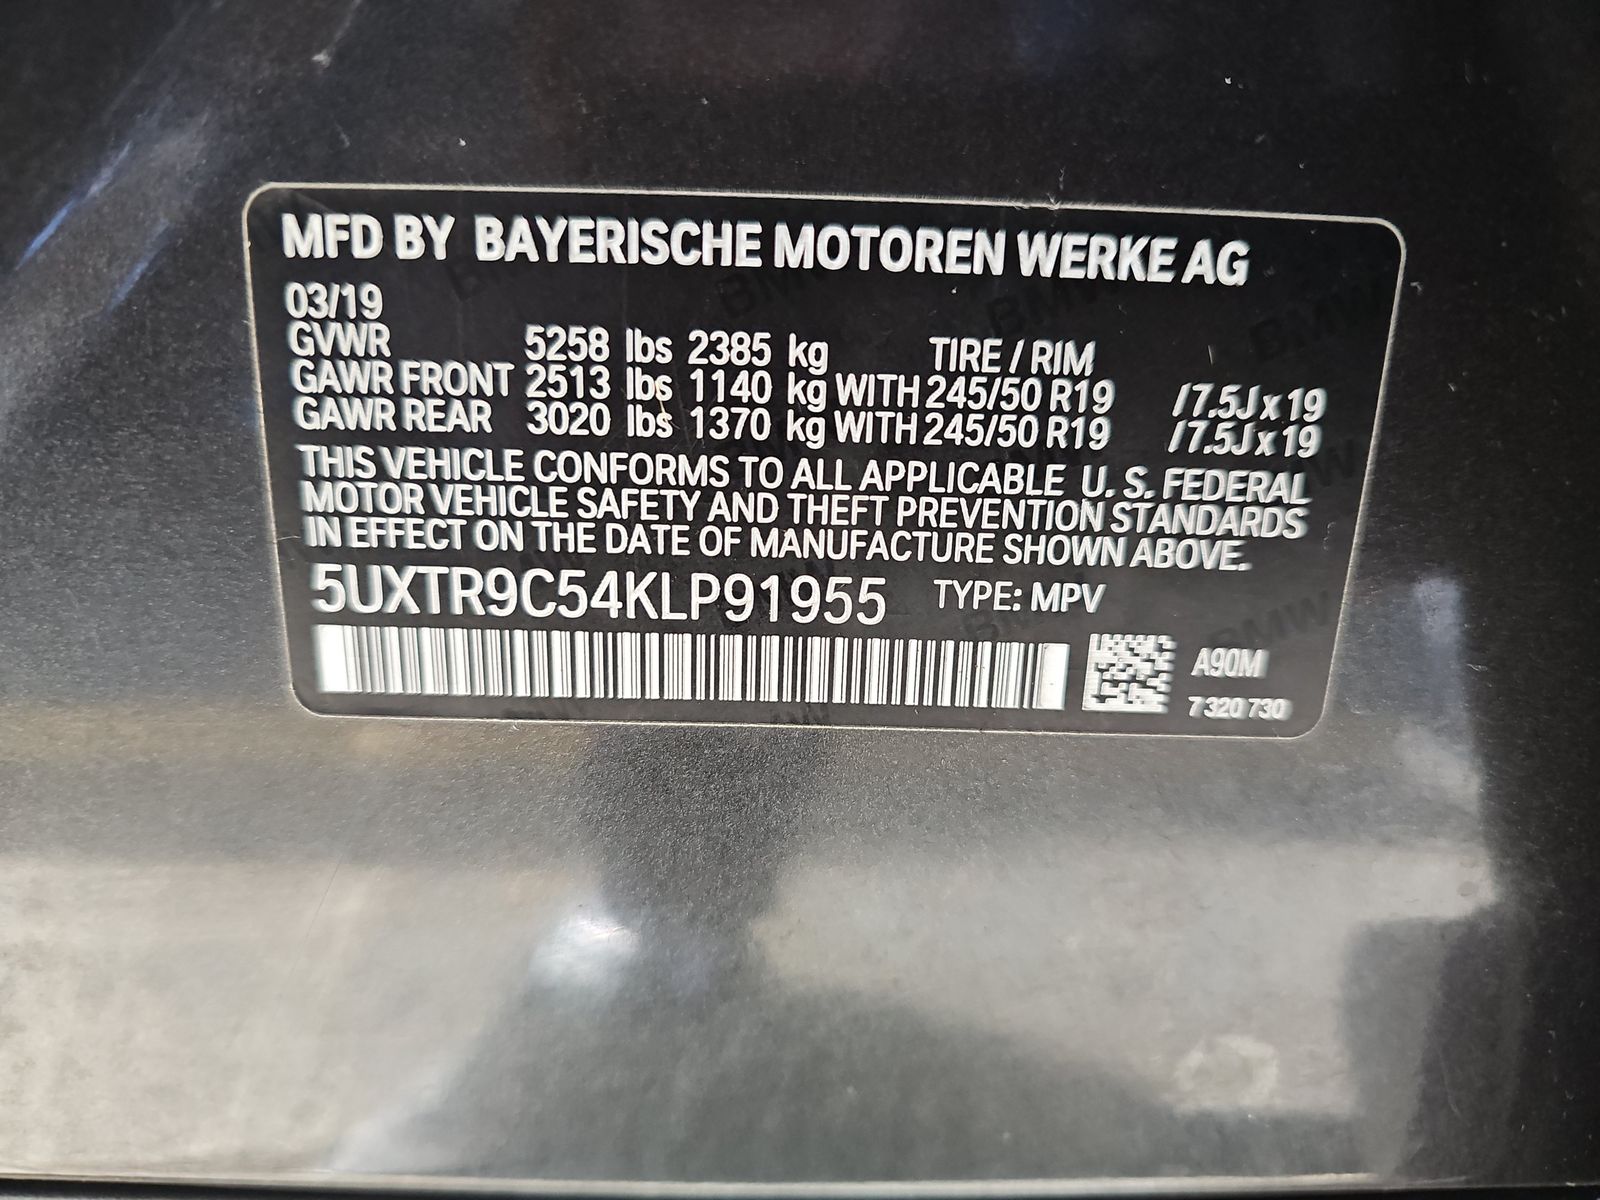 MFD BY BAYERISCHE MOTOREN WERKE AG
03/19
GVWR 5258 lbs 2385 kg TIRE / RIM
GAWR FRONT 2513 lbs 1140 kg WITH 245/50 R19 / 7.5J x 19
GAWR REAR 3020 lbs 1370 kg WITH 245/50 R19 / 7.5J x 19
THIS VEHICLE CONFORMS TO ALL APPLICABLE U. S. FEDERAL
MOTOR VEHICLE SAFETY AND THEFT PREVENTION STANDARDS
IN EFFECT ON THE DATE OF MANUFACTURE SHOWN ABOVE.
5UXTR9C54KLP91955 TYPE: MPV
A90M
7 320 730